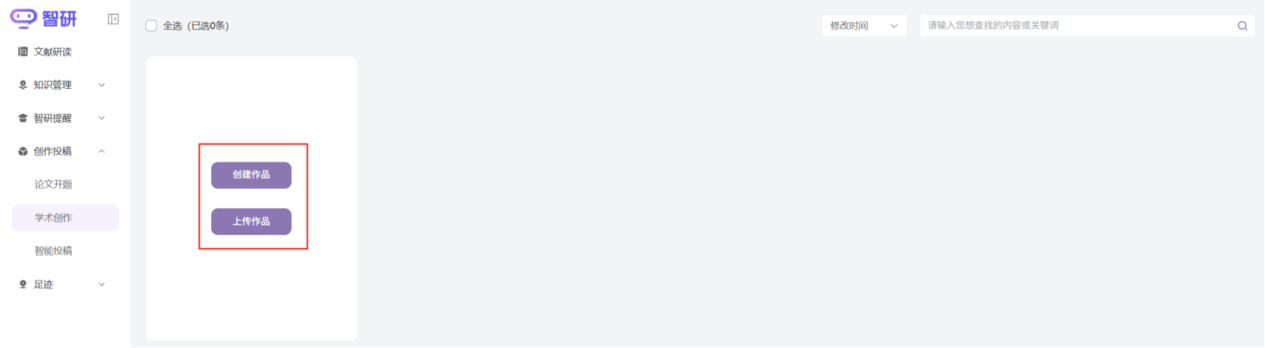 智研
文献研读
知识管理
智研提醒
创作投稿
论文开题
学术创作
智能投稿
足迹
全选（已选0条）
修改时间
请输入您想查找的内容或关键词
创建作品
上传作品